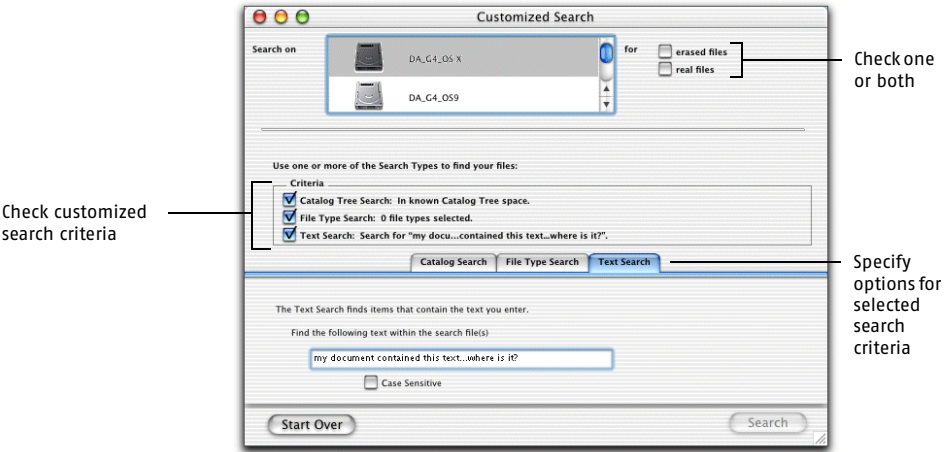 Customized Search
Search on
DA_G4_OS X
DA_G4_OS9
for
erased files
real files
Check one
or both
Use one or more of the Search Types to find your files:
Criteria
Catalog Tree Search: In known Catalog Tree space.
File Type Search: 0 file types selected.
Text Search: Search for "my docu...contained this text...where is it?".
Check customized
search criteria
Catalog Search
File Type Search
Text Search
Specify
options for
selected
search
criteria
The Text Search finds items that contain the text you enter.
Find the following text within the search file(s)
my document contained this text...where is it?
Case Sensitive
Start Over
Search